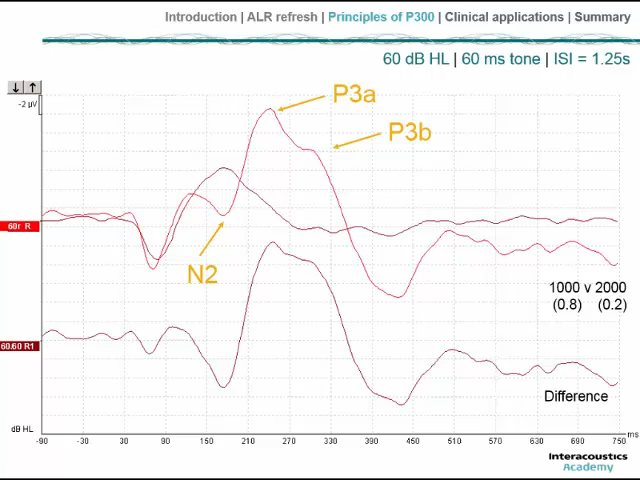 Introduction | ALR refresh | Principles of P300 | Clinical applications | Summary
60 dB HL | 60 ms tone | ISI = 1.25s
-2 µV
P3a
P3b
60r R
N2
1000 v 2000
(0.8) (0.2)
60.60 R1
Difference
dB HL
-90 -30 30 90 150 210 270 330 390 450 510 570 630 690 750 ms
Interacoustics
Academy